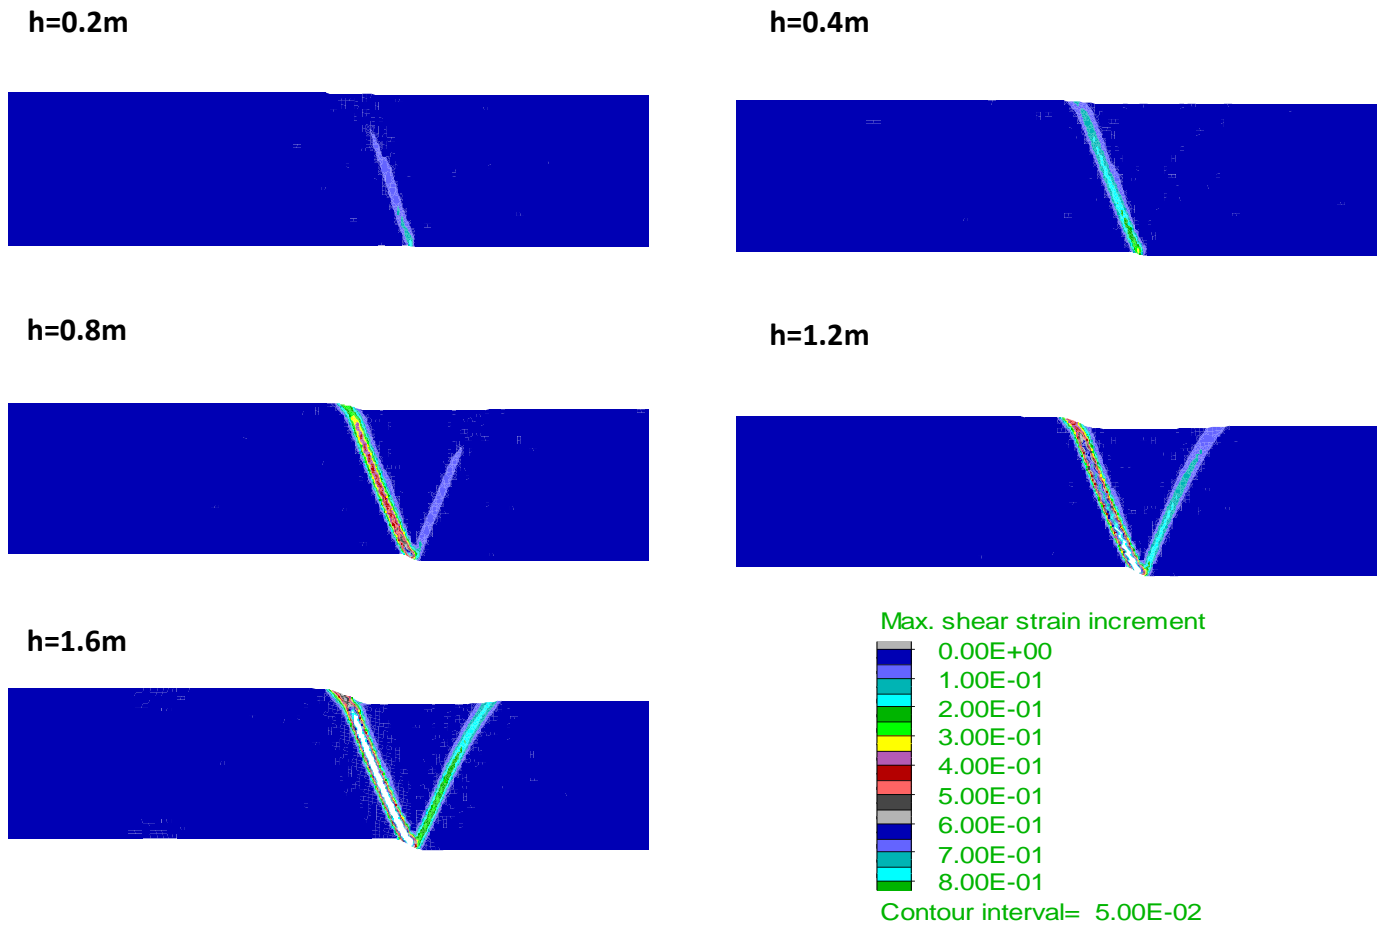 h=0.2m
h=0.4m
h=0.8m
h=1.2m
h=1.6m
Max. shear strain increment
0.00E+00
1.00E-01
2.00E-01
3.00E-01
4.00E-01
5.00E-01
6.00E-01
7.00E-01
8.00E-01
Contour interval= 5.00E-02